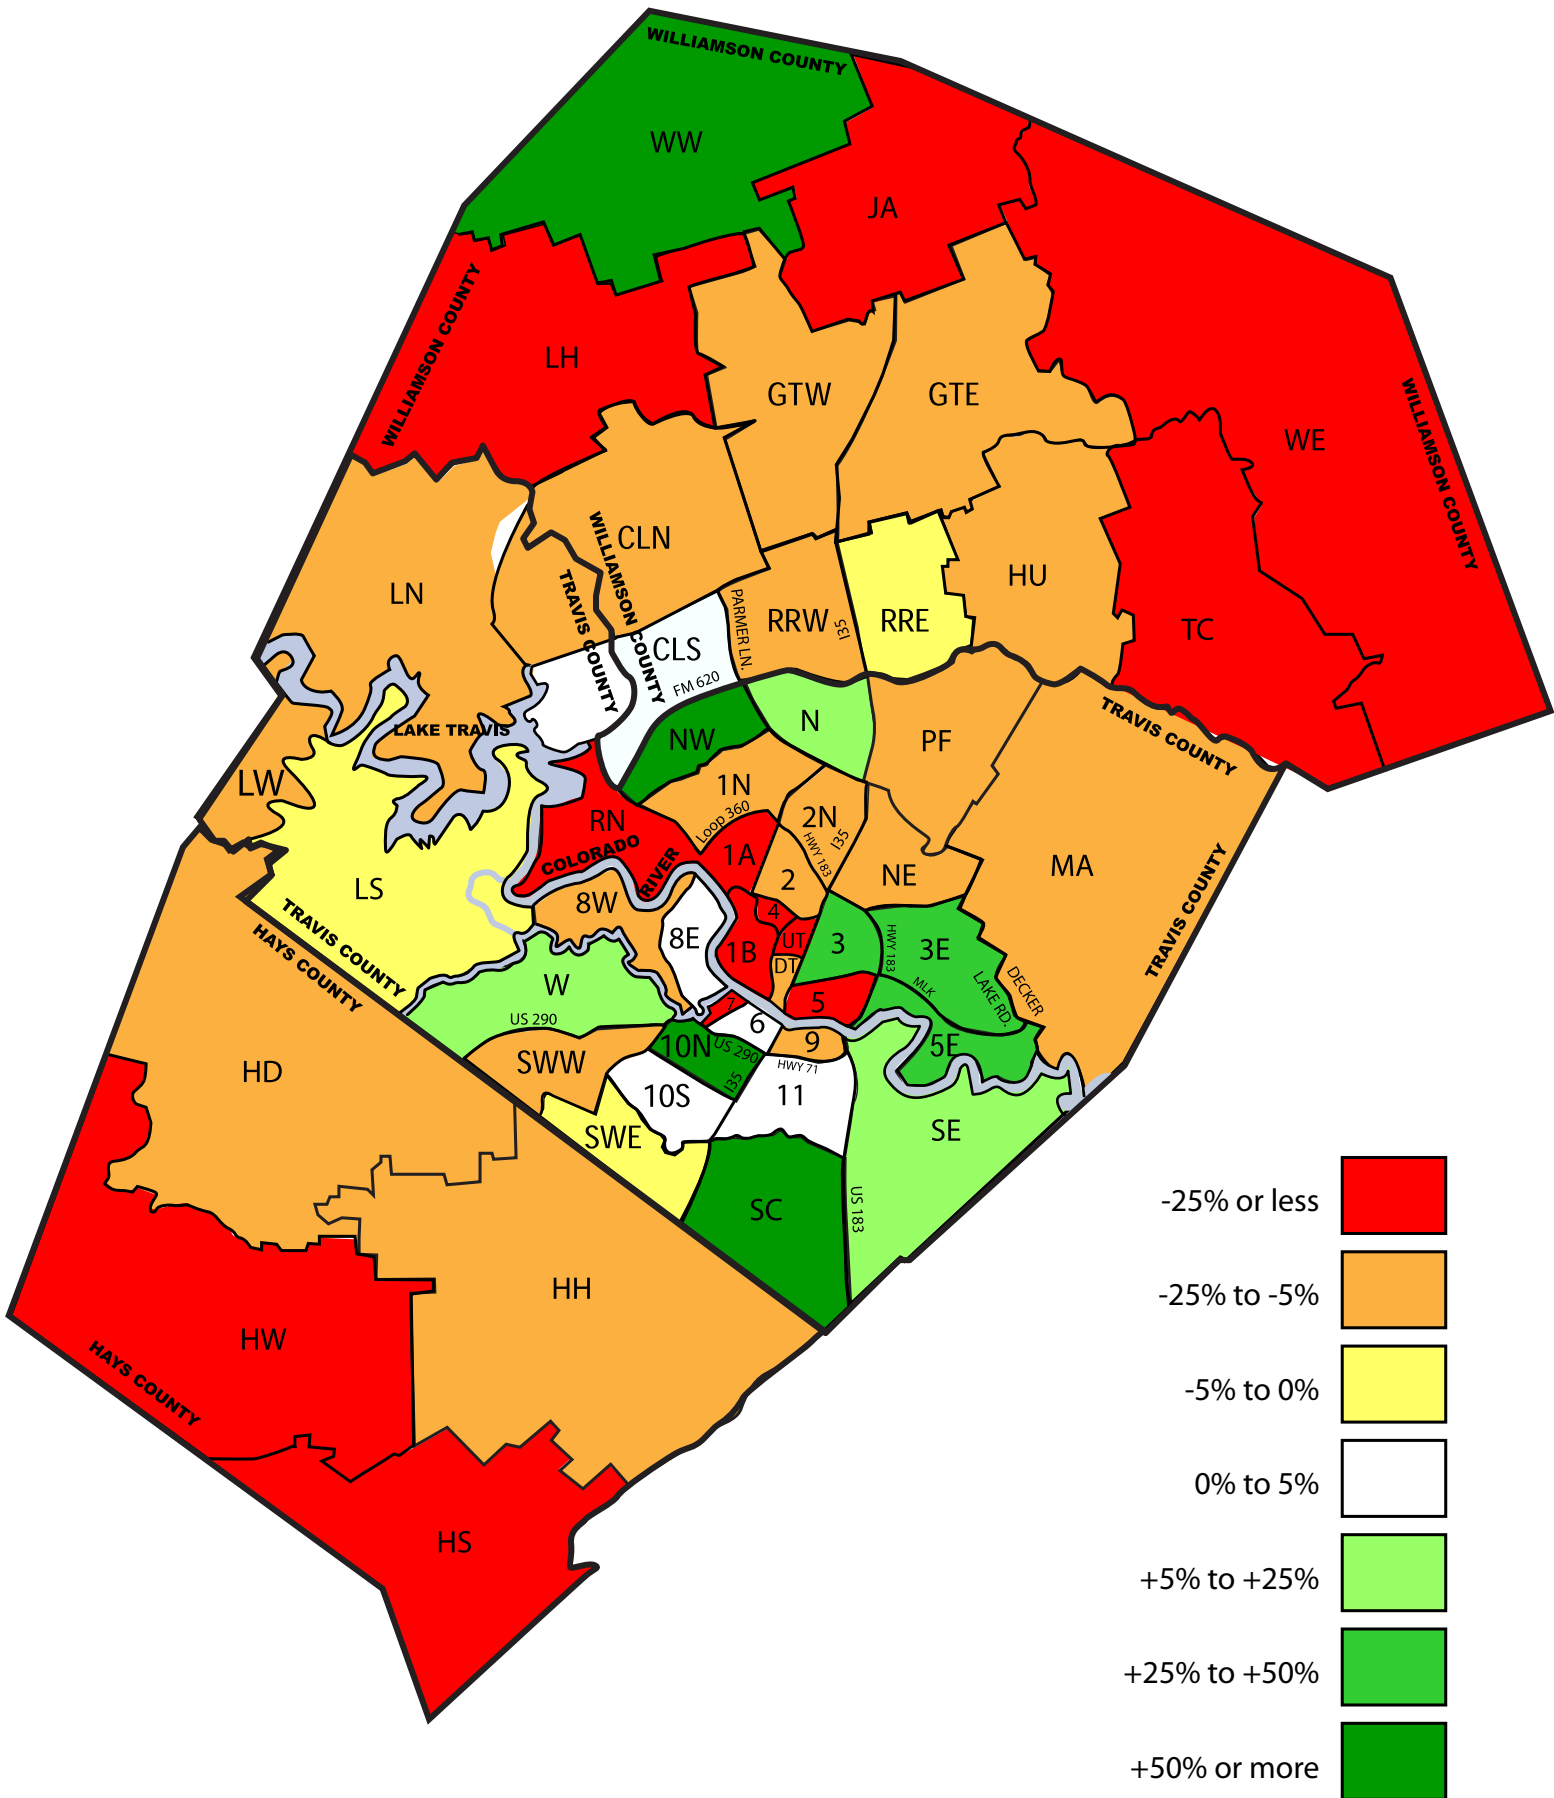 WILLIAMSON COUNTY
WW
JA
WILLIAMSON COUNTY
LH
GTW
GTE
WE
WILLIAMSON COUNTY
CLN
WILLIAMSON COUNTY
TRAVIS COUNTY
LN
HU
PARMER LN.
RRW
I35
RRE
TC
CLS
FM 620
LAKE TRAVIS
NW
N
PF
TRAVIS COUNTY
LW
1N
Loop 360
RN
2N
HWY 183
I35
COLORADO
RIVER
1A
2
NE
MA
LS
8W
4
TRAVIS COUNTY
TRAVIS COUNTY
HAYS COUNTY
8E
1B
UT
DT
3
HWY 183
3E
W
MLK
LAKE RD.
DECKER
US 290
7
5
6
10N
US 290
I35
9
5E
SWW
HWY 71
HD
10S
11
SWE
SE
SC
US 183
-25% or less
HH
-25% to -5%
HW
HAYS COUNTY
-5% to 0%
0% to 5%
HS
+5% to +25%
+25% to +50%
+50% or more